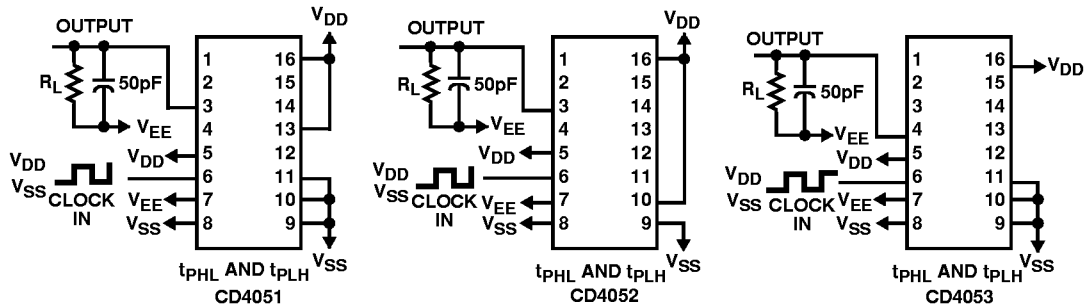 OUTPUT
R_L
50pF
V_EE
V_DD
V_DD
V_SS
CLOCK
IN
V_EE
V_SS
1
2
3
4
5
6
7
8
16
15
14
13
12
11
10
9
V_DD
V_SS
t_PHL AND t_PLH
CD4051
OUTPUT
R_L
50pF
V_EE
V_DD
V_DD
V_SS
CLOCK
IN
V_EE
V_SS
1
2
3
4
5
6
7
8
16
15
14
13
12
11
10
9
V_DD
V_SS
t_PHL AND t_PLH
CD4052
OUTPUT
R_L
50pF
V_EE
V_DD
V_DD
V_SS
CLOCK
IN
V_EE
V_SS
1
2
3
4
5
6
7
8
16
15
14
13
12
11
10
9
V_DD
V_SS
t_PHL AND t_PLH
CD4053